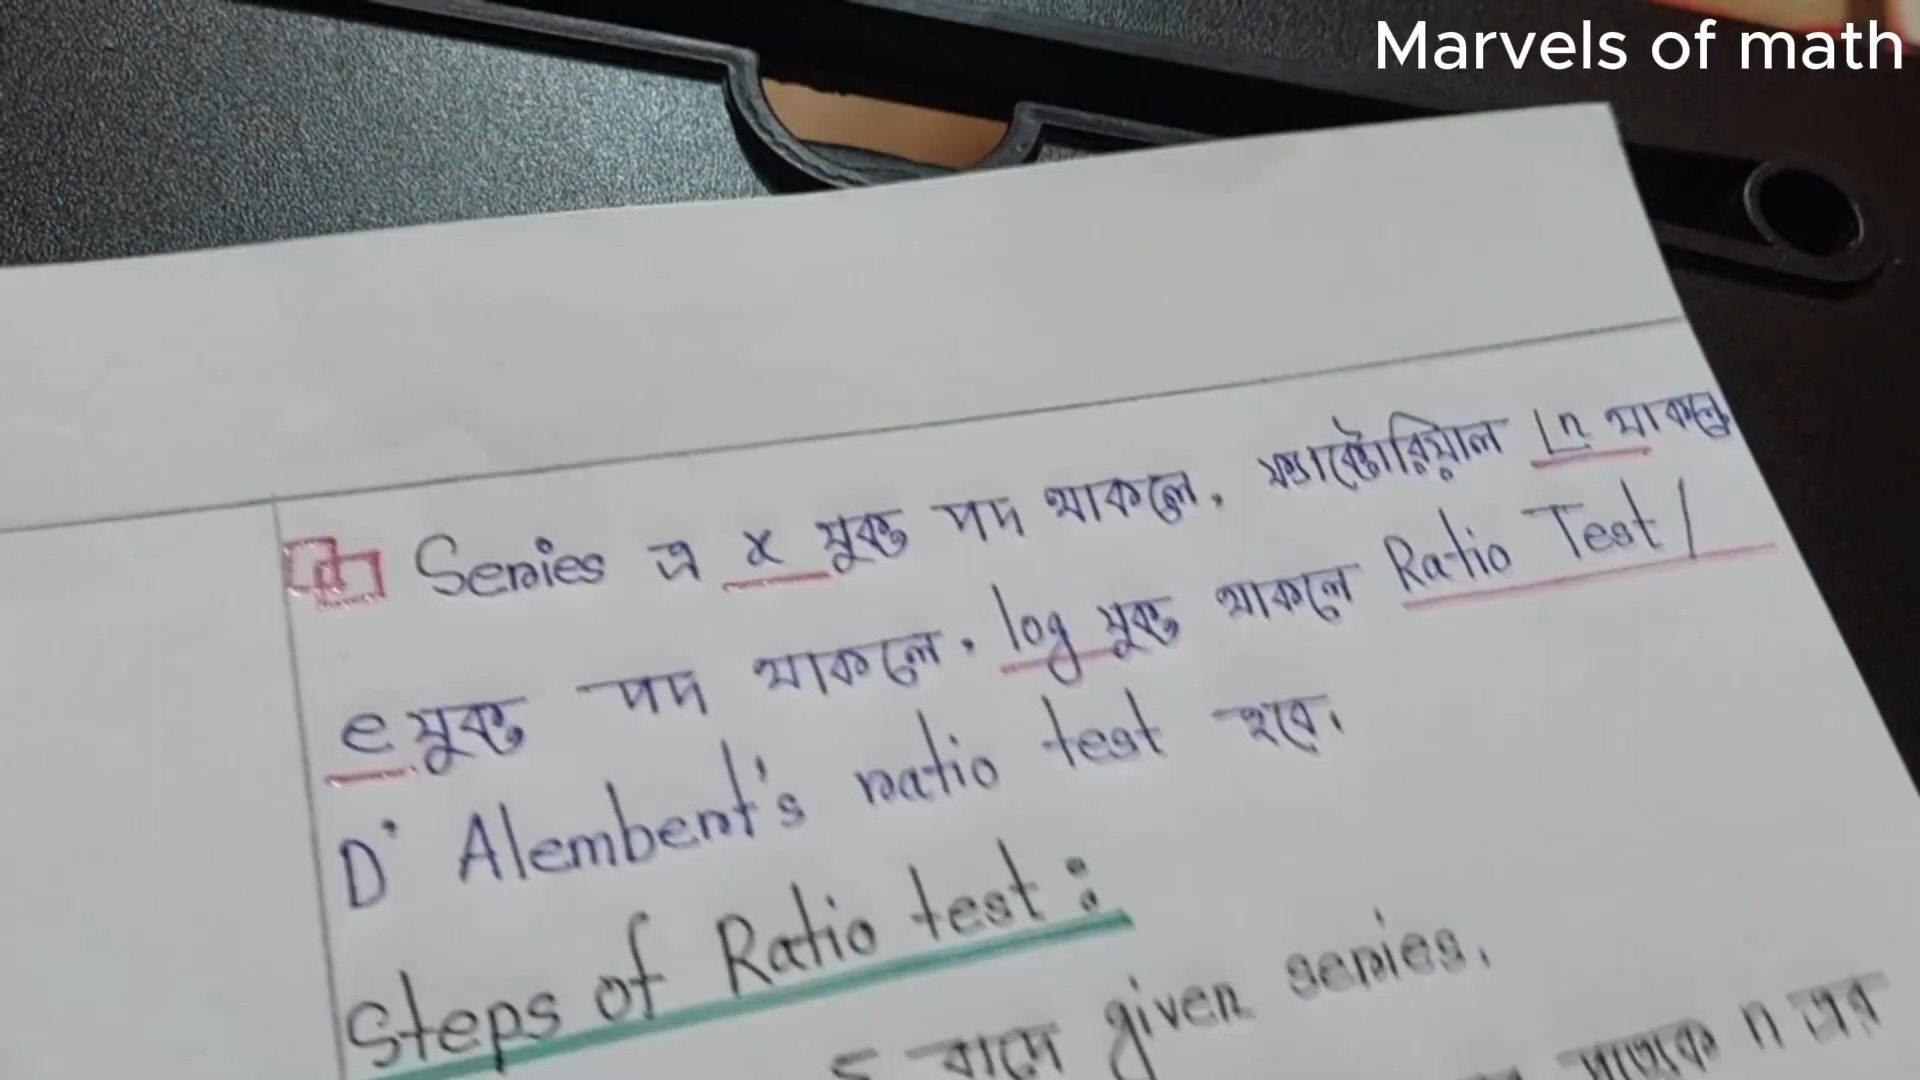 Marvels of math
Series এ x যুক্ত পদ থাকলে, ফ্যাক্টোরিয়াল Ln থাকলে
e যুক্ত পদ থাকলে, log যুক্ত থাকলে Ratio Test/
D' Alembert's ratio test হবে।
Steps of Ratio test:
বাদে given series.
n এর